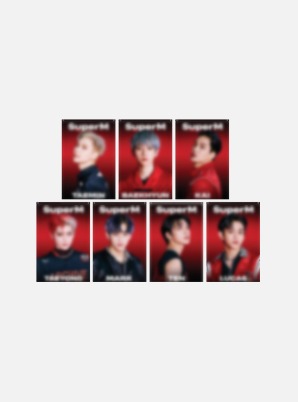 SuperM SuperM SuperM
TAEMIN BAEKHYUN KAI
SuperM SuperM SuperM SuperM
TAEYONG MARK TEN LUCAS